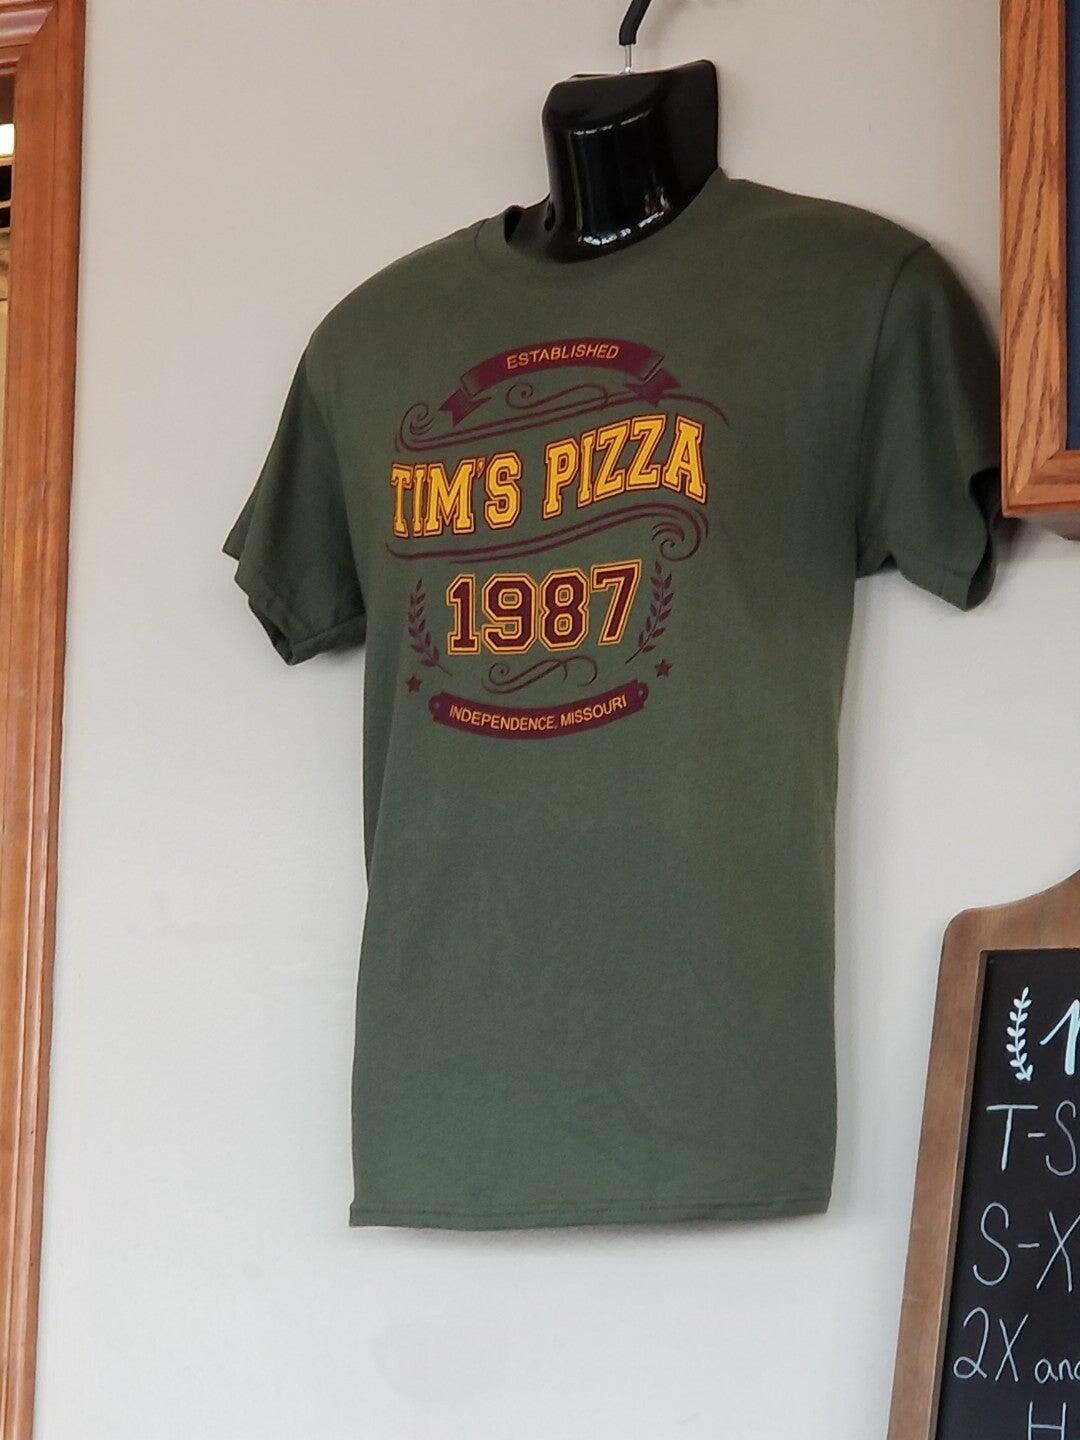 ESTABLISHED
TIM'S PIZZA
1987
INDEPENDENCE, MISSOURI
T-S
S-X
2X and
H